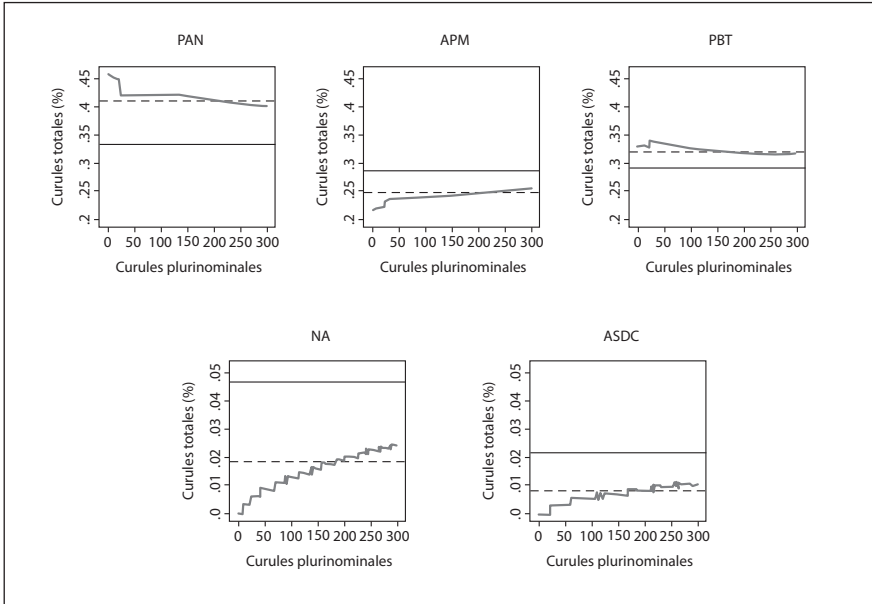 PAN
Curules totales (%)
.45
.4
.35
.3
.25
.2
0 50 100 150 200 250 300
Curules plurinominales
APM
Curules totales (%)
.45
.4
.35
.3
.25
.2
0 50 100 150 200 250 300
Curules plurinominales
PBT
Curules totales (%)
.45
.4
.35
.3
.25
.2
0 50 100 150 200 250 300
Curules plurinominales
NA
Curules totales (%)
.05
.04
.03
.02
.01
.0
0 50 100 150 200 250 300
Curules plurinominales
ASDC
Curules totales (%)
.05
.04
.03
.02
.01
.0
0 50 100 150 200 250 300
Curules plurinominales